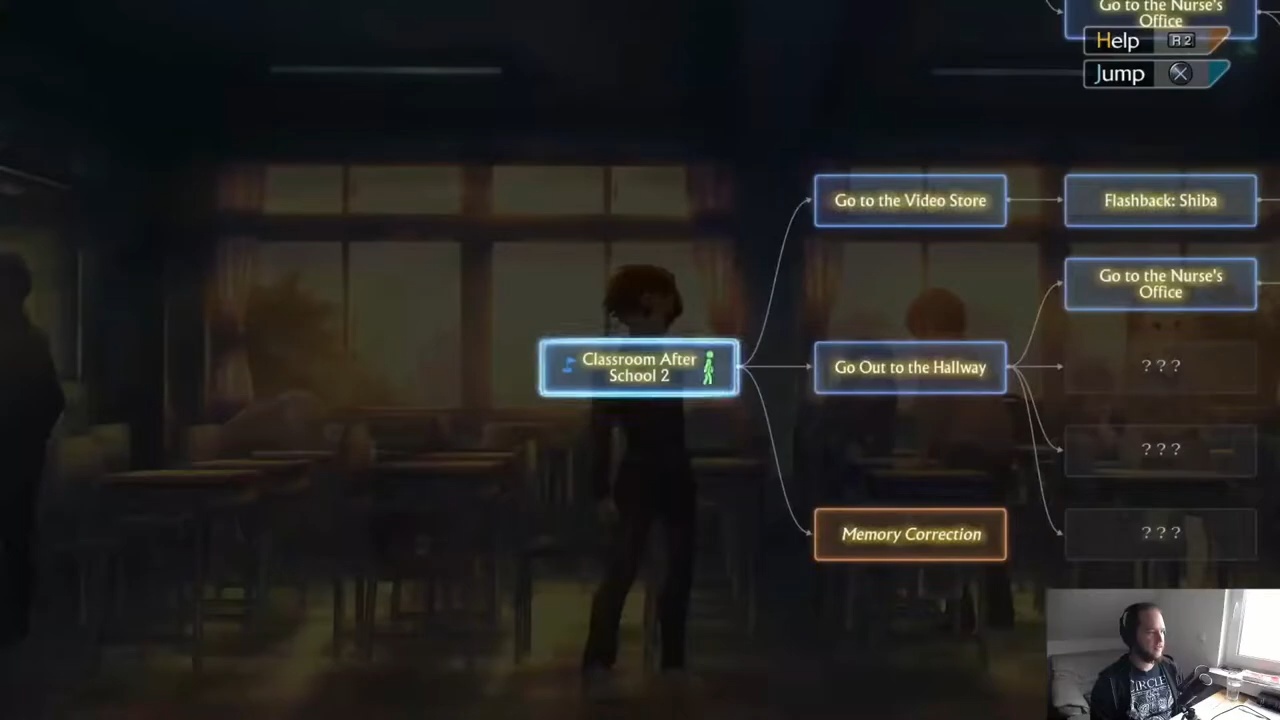 Go to the Nurse's
Office
Help R2
Jump
Go to the Video Store
Flashback: Shiba
Go to the Nurse's
Office
Classroom After
School 2
Go Out to the Hallway
???
???
Memory Correction
???
CIRCLE